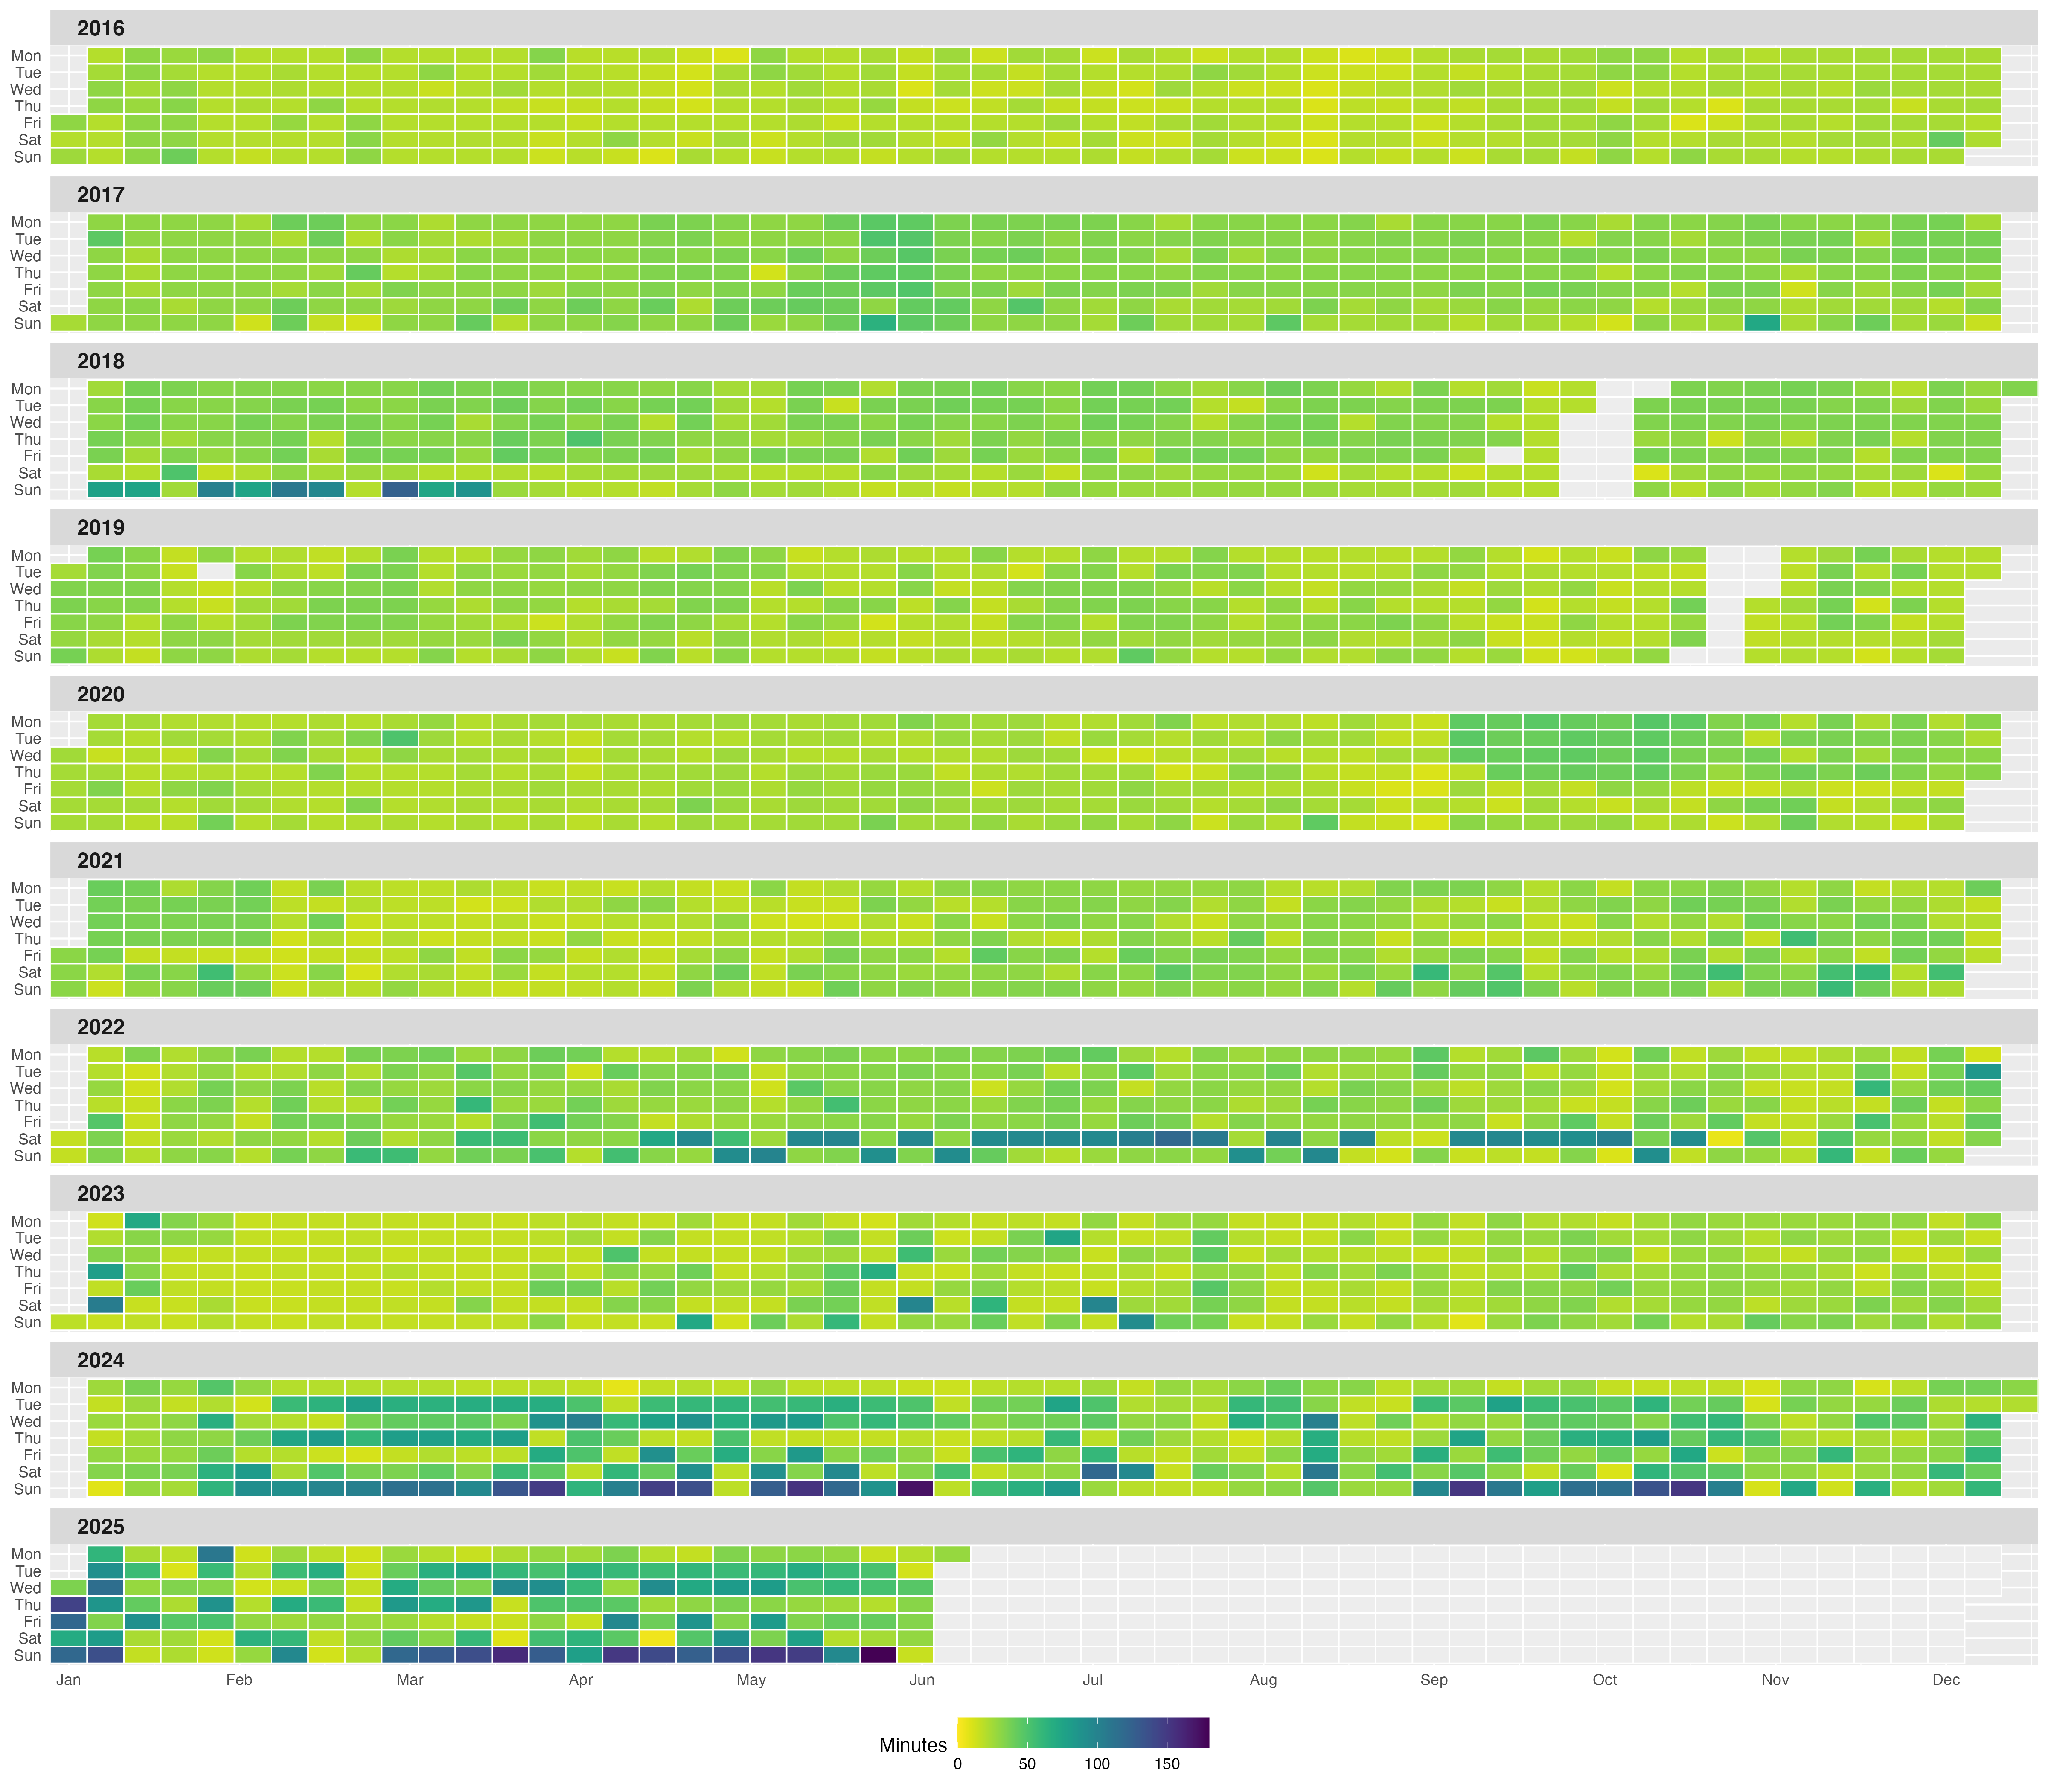 2016
Mon
Tue
Wed
Thu
Fri
Sat
Sun
2017
Mon
Tue
Wed
Thu
Fri
Sat
Sun
2018
Mon
Tue
Wed
Thu
Fri
Sat
Sun
2019
Mon
Tue
Wed
Thu
Fri
Sat
Sun
2020
Mon
Tue
Wed
Thu
Fri
Sat
Sun
2021
Mon
Tue
Wed
Thu
Fri
Sat
Sun
2022
Mon
Tue
Wed
Thu
Fri
Sat
Sun
2023
Mon
Tue
Wed
Thu
Fri
Sat
Sun
2024
Mon
Tue
Wed
Thu
Fri
Sat
Sun
2025
Mon
Tue
Wed
Thu
Fri
Sat
Sun
Jan Feb Mar Apr May Jun Jul Aug Sep Oct Nov Dec
Minutes
0 50 100 150